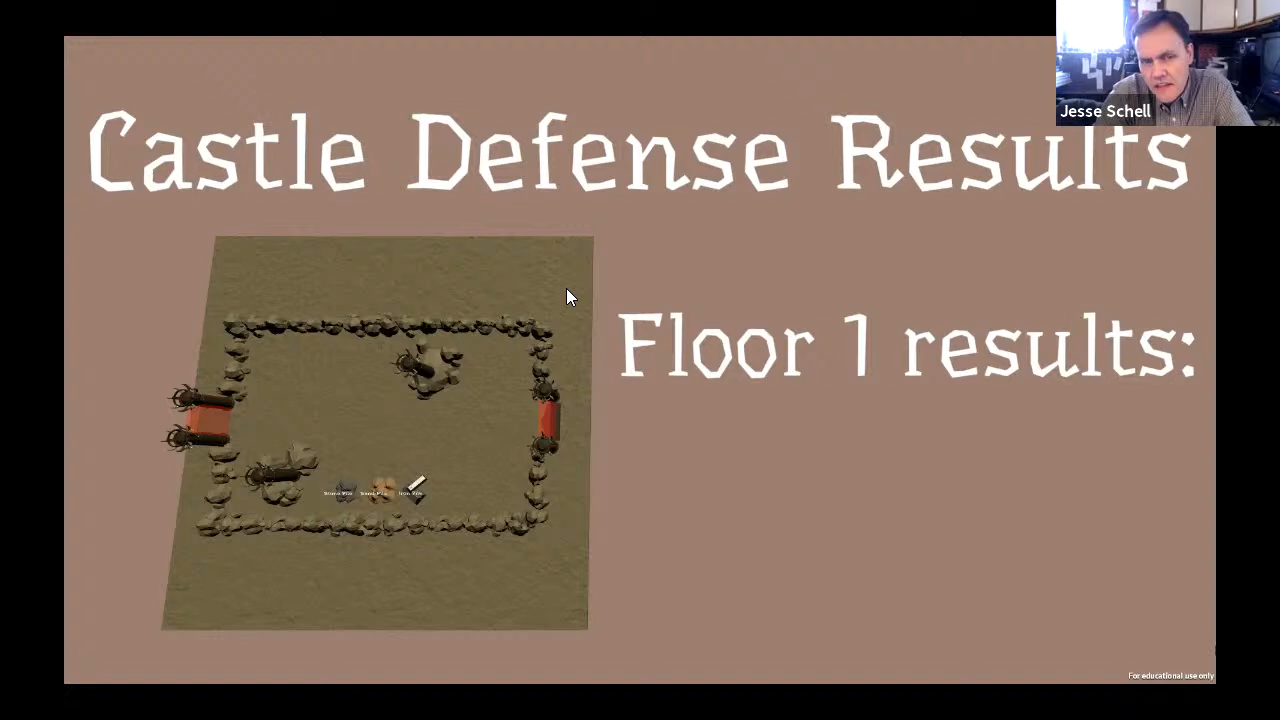 Jesse Schell
Castle Defense Results
Floor 1 results:
For educational use only